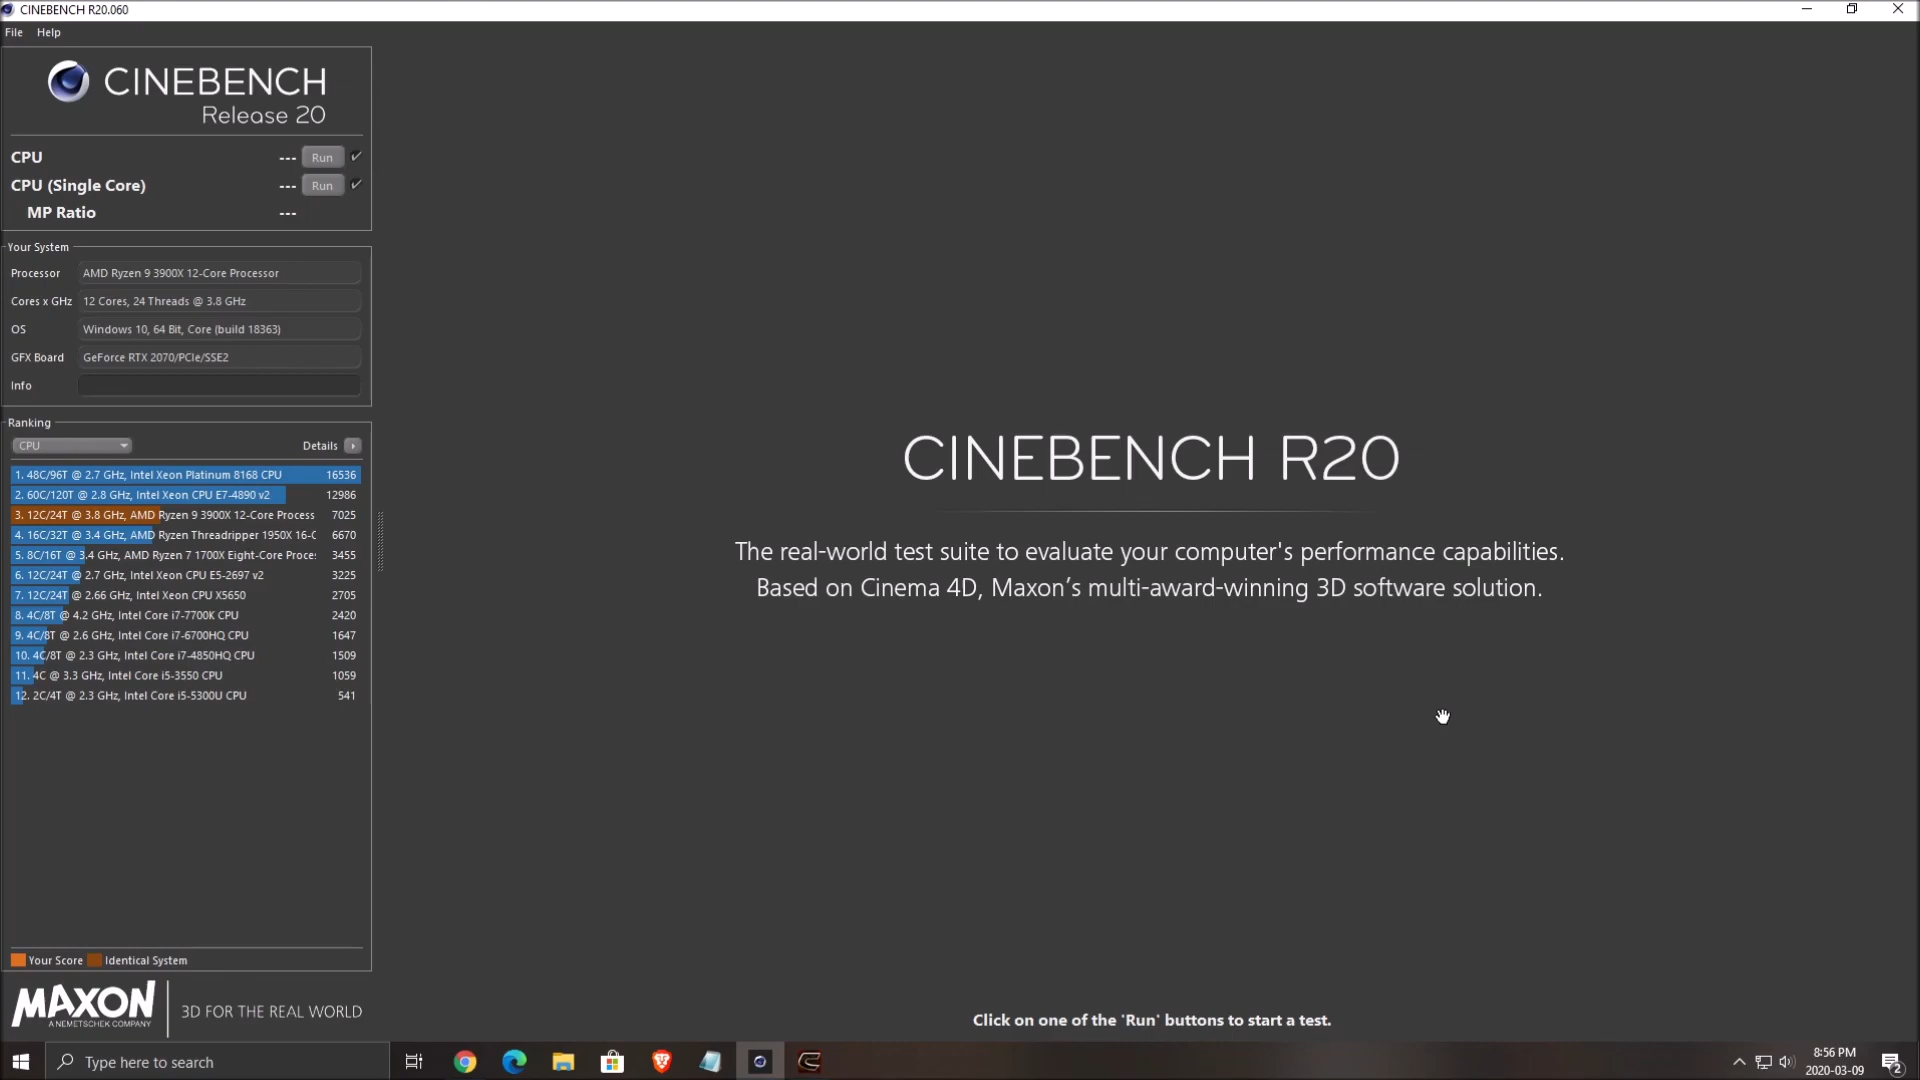 CINEBENCH R20.060
File Help
CINEBENCH
Release 20
CPU --- Run
CPU (Single Core) --- Run
MP Ratio ---
Your System
Processor AMD Ryzen 9 3900X 12-Core Processor
Cores x GHz 12 Cores, 24 Threads @ 3.8 GHz
OS Windows 10, 64 Bit, Core (build 18363)
GFX Board GeForce RTX 2070/PCIe/SSE2
Info
Ranking
CPU Details
1. 48C/96T @ 2.7 GHz, Intel Xeon Platinum 8168 CPU 16536
2. 60C/120T @ 2.8 GHz, Intel Xeon CPU E7-4890 v2 12986
3. 12C/24T @ 3.8 GHz, AMD Ryzen 9 3900X 12-Core Process 7025
4. 16C/32T @ 3.4 GHz, AMD Ryzen Threadripper 1950X 16-C 6670
5. 8C/16T @ 3.4 GHz, AMD Ryzen 7 1700X Eight-Core Proce: 3455
6. 12C/24T @ 2.7 GHz, Intel Xeon CPU E5-2697 v2 3225
7. 12C/24T @ 2.66 GHz, Intel Xeon CPU X5650 2705
8. 4C/8T @ 4.2 GHz, Intel Core i7-7700K CPU 2420
9. 4C/8T @ 2.6 GHz, Intel Core i7-6700HQ CPU 1647
10. 4C/8T @ 2.3 GHz, Intel Core i7-4850HQ CPU 1509
11. 4C @ 3.3 GHz, Intel Core i5-3550 CPU 1059
12. 2C/4T @ 2.3 GHz, Intel Core i5-5300U CPU 541
Your Score Identical System
MAXON
A NEMETSCHEK COMPANY
3D FOR THE REAL WORLD
CINEBENCH R20
The real-world test suite to evaluate your computer's performance capabilities.
Based on Cinema 4D, Maxon’s multi-award-winning 3D software solution.
Click on one of the 'Run' buttons to start a test.
Type here to search
8:56 PM
2020-03-09
2